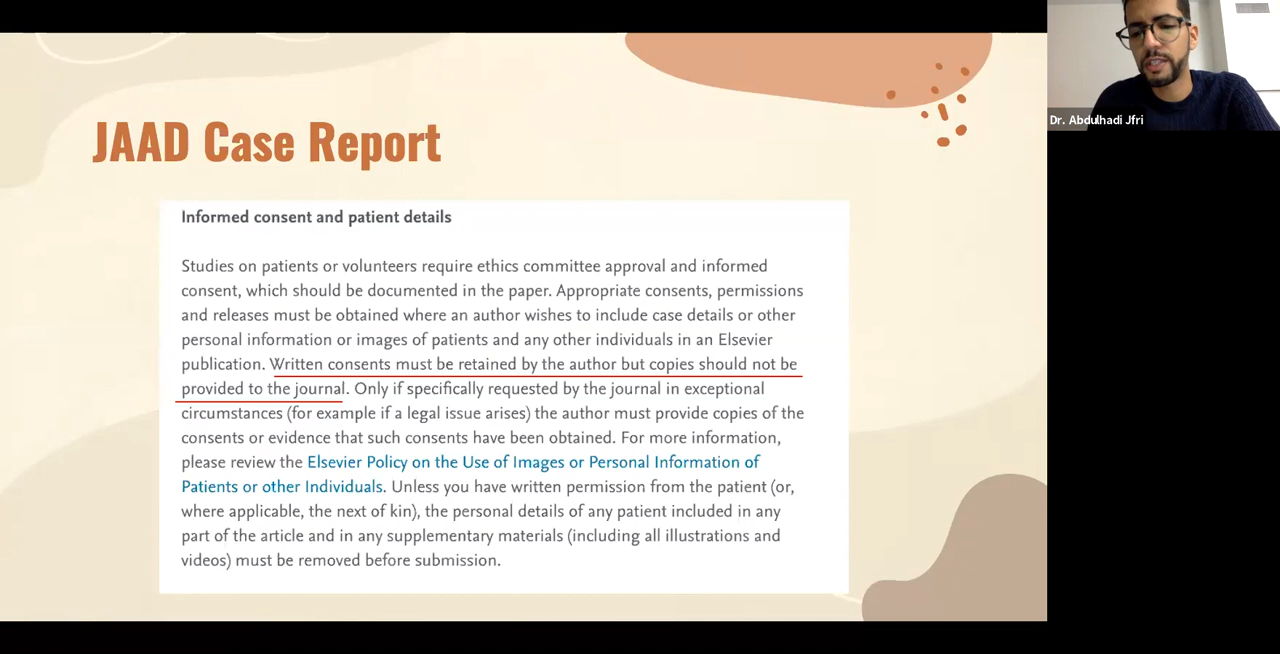 JAAD Case Report
Dr. Abdulhadi Jfri
Informed consent and patient details
Studies on patients or volunteers require ethics committee approval and informed
consent, which should be documented in the paper. Appropriate consents, permissions
and releases must be obtained where an author wishes to include case details or other
personal information or images of patients and any other individuals in an Elsevier
publication. Written consents must be retained by the author but copies should not be
provided to the journal. Only if specifically requested by the journal in exceptional
circumstances (for example if a legal issue arises) the author must provide copies of the
consents or evidence that such consents have been obtained. For more information,
please review the Elsevier Policy on the Use of Images or Personal Information of
Patients or other Individuals. Unless you have written permission from the patient (or,
where applicable, the next of kin), the personal details of any patient included in any
part of the article and in any supplementary materials (including all illustrations and
videos) must be removed before submission.